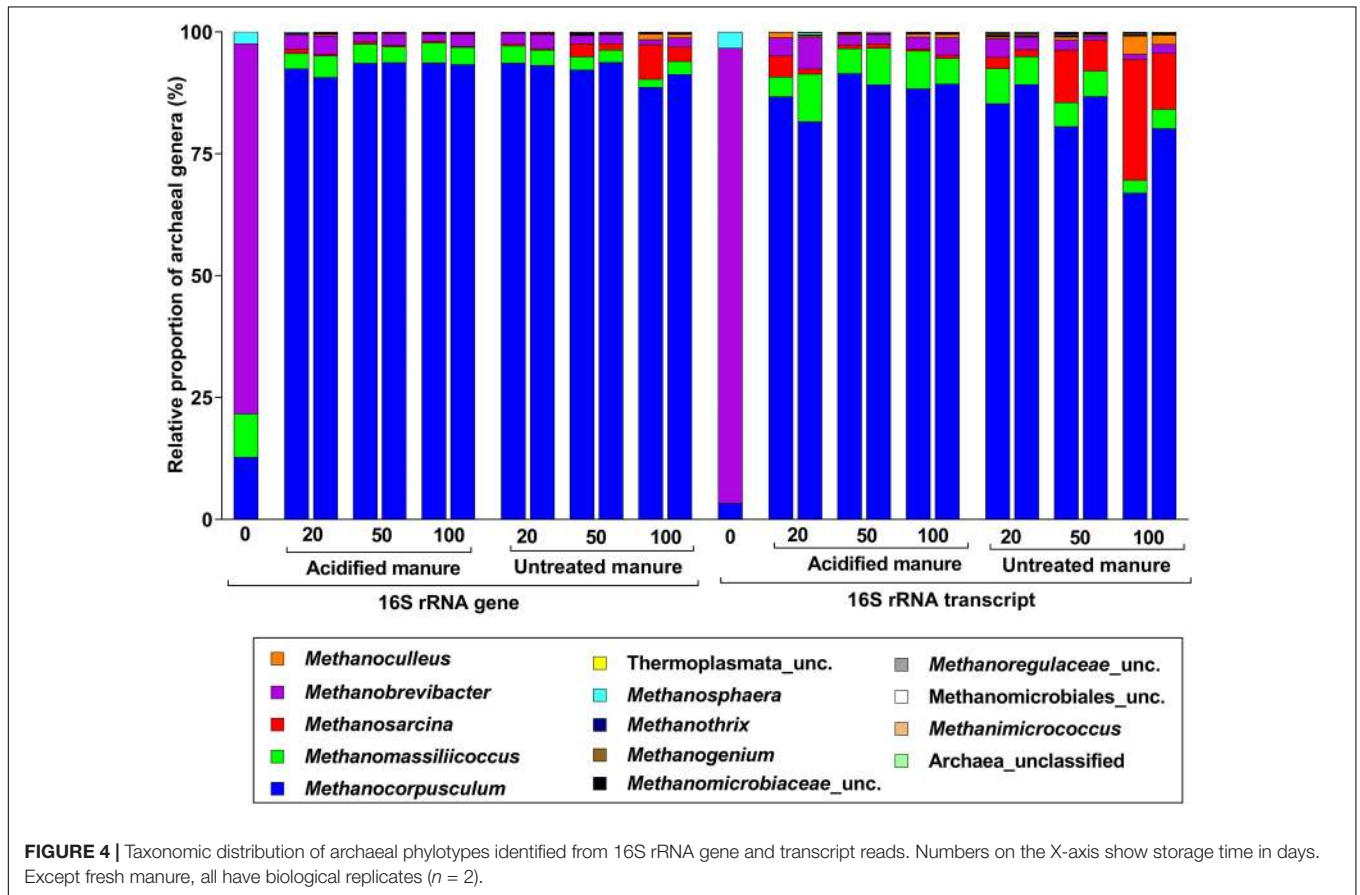 Relative proportion of archaeal genera (%)
100
75
50
25
0
0 20 50 100 20 50 100 0 20 50 100 20 50 100
Acidified manure Untreated manure Acidified manure Untreated manure
16S rRNA gene 16S rRNA transcript
Methanoculleus Thermoplasmata_unc. Methanoregulaceae_unc.
Methanobrevibacter Methanosphaera Methanomicrobiales_unc.
Methanosarcina Methanothrix Methanimicrococcus
Methanomassiliicoccus Methanogenium Archaea_unclassified
Methanocorpusculum Methanomicrobiaceae_unc.
FIGURE 4 | Taxonomic distribution of archaeal phylotypes identified from 16S rRNA gene and transcript reads. Numbers on the X-axis show storage time in days.
Except fresh manure, all have biological replicates (n = 2).